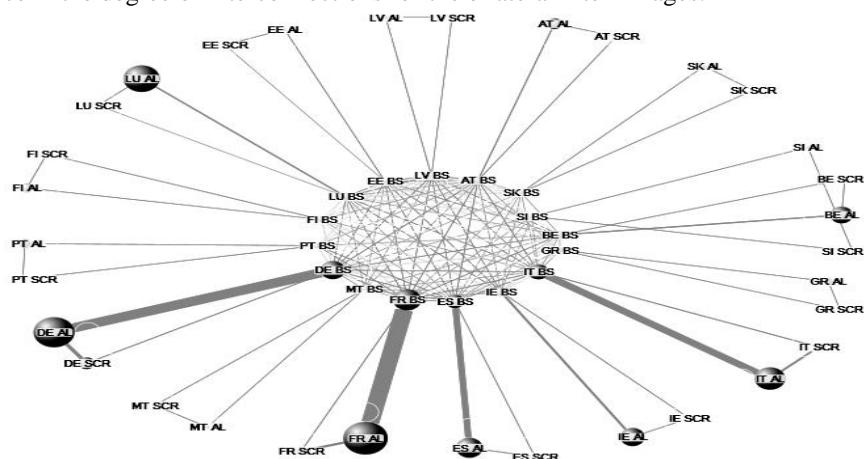 LV AL
LV SCR
EE AL
AT AL
EE SCR
AT SCR
LU AL
SK AL
SK SCR
LU SCR
SI AL
FI SCR
EE BS
LV BS
AT BS
BE SCR
FI AL
LU BS
SK BS
FI BS
SI BS
BE AL
PT AL
PT BS
BE BS
SI SCR
GR BS
PT SCR
DE BS
IT BS
GR AL
MT BS
FR BS
ES BS
IE BS
GR SCR
DE AL
IT SCR
DE SCR
IT AL
MT SCR
IE SCR
MT AL
FR AL
IE AL
FR SCR
ES AL
ES SCR